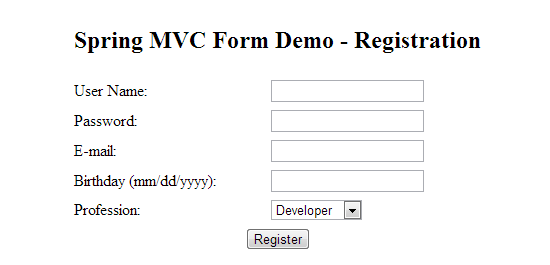 Spring MVC Form Demo - Registration
User Name:
Password:
E-mail:
Birthday (mm/dd/yyyy):
Profession: Developer
Register